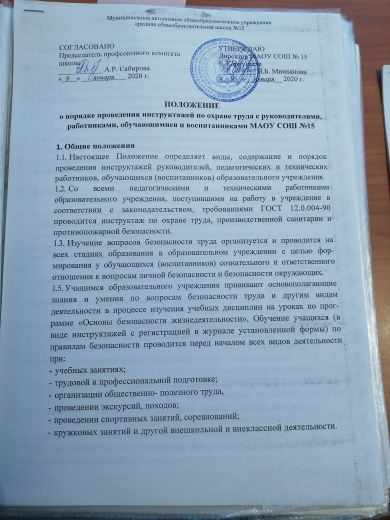 Муниципальное автономное общеобразовательное учреждение
средняя общеобразовательная школа №15
СОГЛАСОВАНО
Председатель профсоюзного комитета
школы
А.Р. Сабирова
« 9 » января 2020 г.
УТВЕРЖДАЮ
Директор МАОУ СОШ № 15
Н.Б. Минхапова
« 9 » января 2020 г.
ПОЛОЖЕНИЕ
о порядке проведения инструктажей по охране труда с руководителями,
работниками, обучающимися и воспитанниками МАОУ СОШ №15
1. Общие положения
1.1. Настоящее Положение определяет виды, содержание и порядок
проведения инструктажей руководителей, педагогических и технических
работников, обучающихся (воспитанников) образовательного учреждения.
1.2. Со всеми педагогическими и техническими работниками
образовательного учреждения, поступившими на работу в учреждение в
соответствии с законодательством, требованиями ГОСТ 12.0.004-90
проводится инструктаж по охране труда, производственной санитарии и
противопожарной безопасности.
1.3. Изучение вопросов безопасности труда организуется и проводится на
всех стадиях образования в образовательном учреждении с целью фор-
мирования у обучающихся (воспитанников) сознательного и ответственного
отношения к вопросам личной безопасности и безопасности окружающих.
1.5. Учащимся образовательного учреждения прививают основополагающие
знания и умения по вопросам безопасности труда и другим видам
деятельности в процессе изучения учебных дисциплин на уроках по прог-
рамме «Основы безопасности жизнедеятельности». Обучение учащихся (в
виде инструктажей с регистрацией в журнале установленной формы) по
правилам безопасности проводится перед началом всех видов деятельности
при:
- учебных занятиях;
- трудовой и профессиональной подготовке;
- организации общественно- полезного труда,
- проведении экскурсий, походов;
- проведении спортивных занятий, соревнований;
- кружковых занятий и другой внешкольной и внеклассной деятельности.